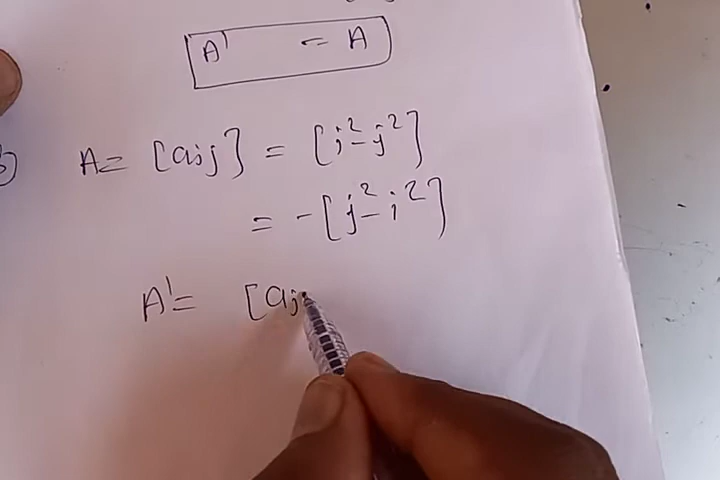 A' = A
b) A = [aij] = [i²-j²]
= -[j²-i²]
A' = [aj